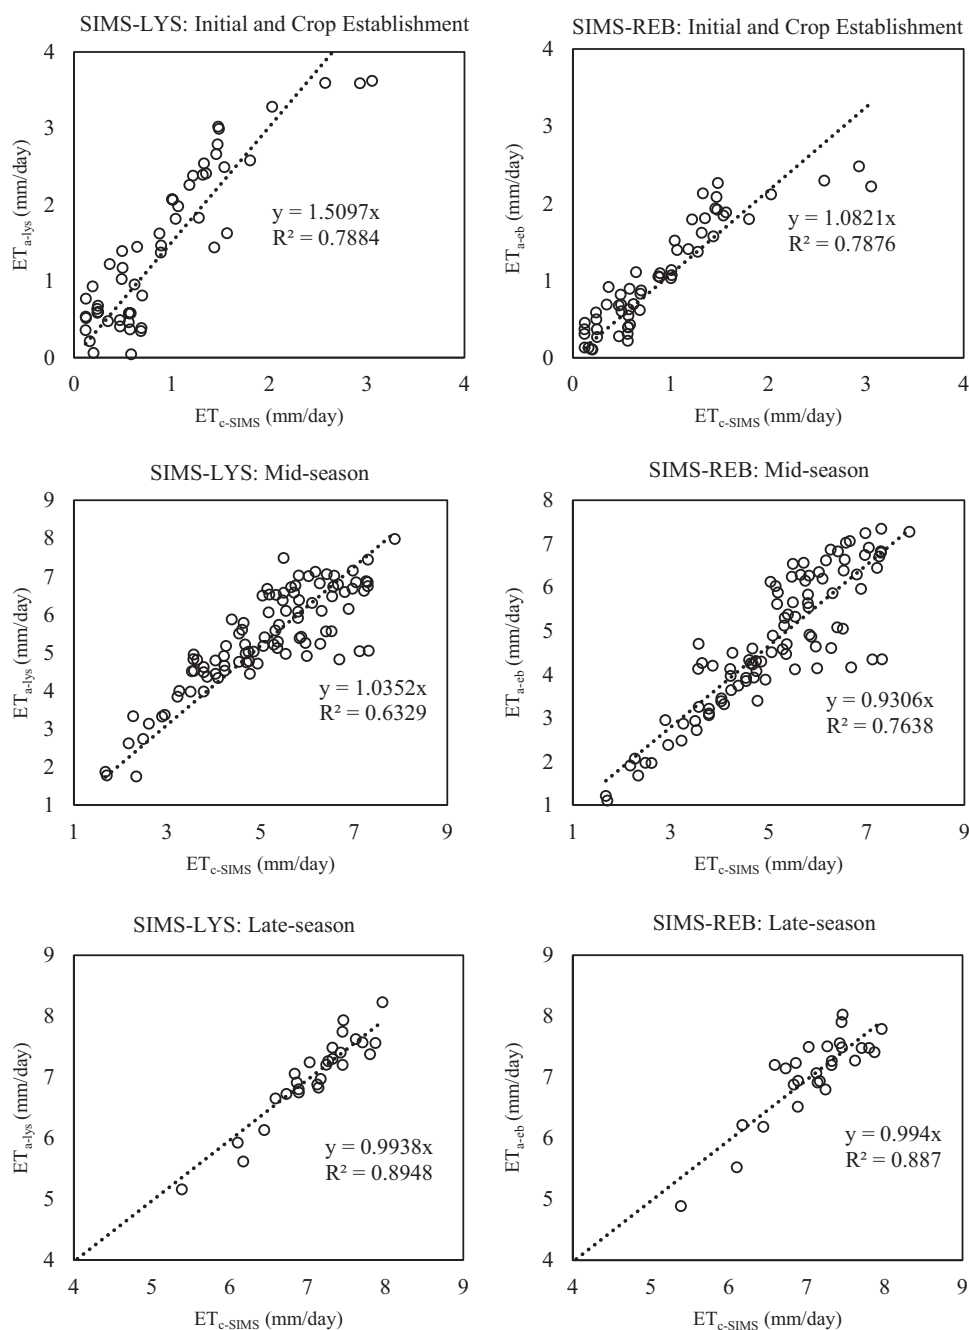 SIMS-LYS: Initial and Crop Establishment
4
3
2
1
0
ETa-lys (mm/day)
y = 1.5097x
R² = 0.7884
0 1 2 3 4
ETc-SIMS (mm/day)
SIMS-REB: Initial and Crop Establishment
4
3
2
1
0
ETa-eb (mm/day)
y = 1.0821x
R² = 0.7876
0 1 2 3 4
ETc-SIMS (mm/day)
SIMS-LYS: Mid-season
9
8
7
6
5
4
3
2
1
ETa-lys (mm/day)
y = 1.0352x
R² = 0.6329
1 3 5 7 9
ETc-SIMS (mm/day)
SIMS-REB: Mid-season
8
7
6
5
4
3
2
1
ETa-eb (mm/day)
y = 0.9306x
R² = 0.7638
1 3 5 7 9
ETc-SIMS (mm/day)
SIMS-LYS: Late-season
9
8
7
6
5
4
ETa-lys (mm/day)
y = 0.9938x
R² = 0.8948
4 5 6 7 8 9
ETc-SIMS (mm/day)
SIMS-REB: Late-season
9
8
7
6
5
4
ETa-eb (mm/day)
y = 0.994x
R² = 0.887
4 5 6 7 8 9
ETc-SIMS (mm/day)